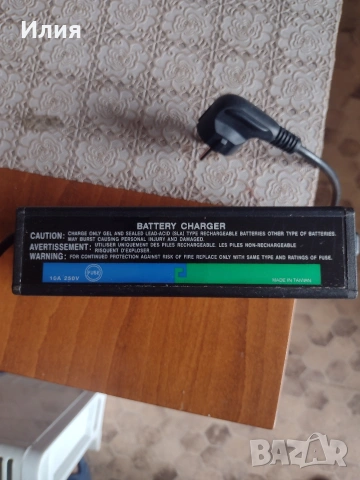 Илия
BATTERY CHARGER
CAUTION: CHARGE ONLY GEL AND SEALED LEAD-ACID (SLA) TYPE RECHARGEABLE BATTERIES OTHER TYPE OF BATTERIES.
MAY BURST CAUSING PERSONAL INJURY AND DAMAGED.
AVERTISSEMENT: UTILISER UNIQUEMENT DES PILES RECHARGEABLES. LES PILES NON-RECHARGEABLES
RISQUENT D'EXPLOSER.
WARNING: FOR CONTINUED PROTECTION AGAINST RISK OF FIRE REPLACE ONLY WITH SAME TYPE AND RATINGS OF FUSE.
10A 250V
FUSE
MADE IN TAIWAN
BAZAR